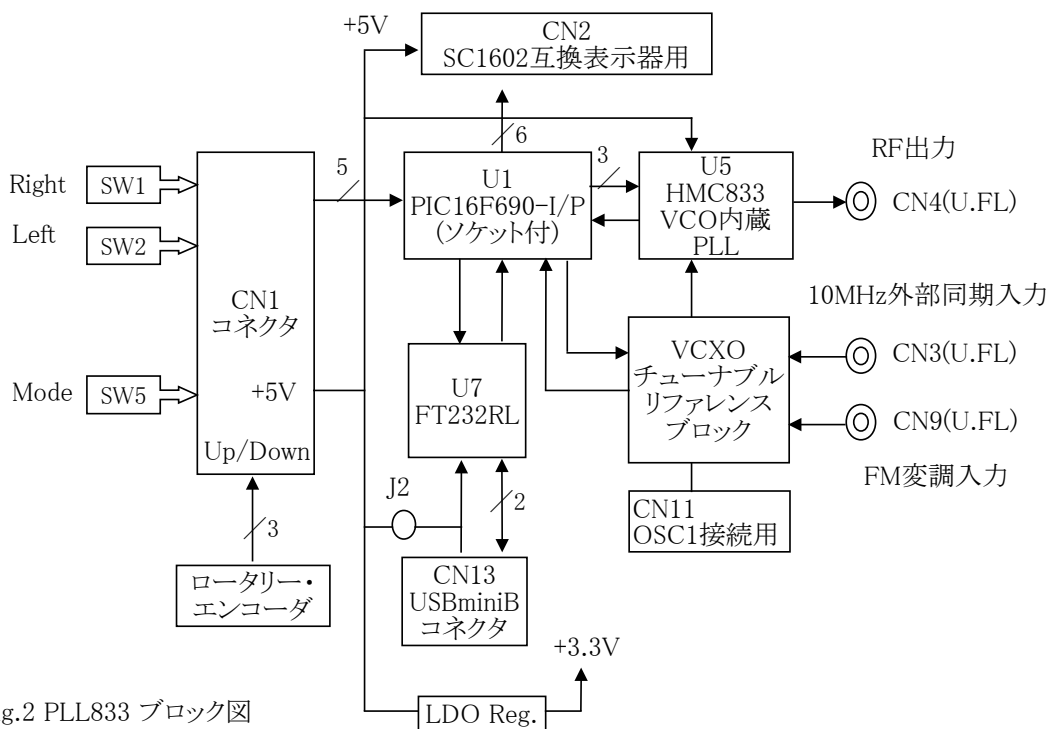 +5V
CN2
SC1602互換表示器用
6
5
3
Right
SW1
Left
SW2
Mode
SW5
CN1
コネクタ
+5V
Up/Down
3
ロータリー・
エンコーダ
U1
PIC16F690-I/P
(ソケット付)
U5
HMC833
VCO内蔵
PLL
RF出力
CN4(U.FL)
10MHz外部同期入力
CN3(U.FL)
CN9(U.FL)
FM変調入力
VCXO
チューナブル
リファレンス
ブロック
CN11
OSC1接続用
U7
FT232RL
J2
2
CN13
USBminiB
コネクタ
+3.3V
LDO Reg.
g.2 PLL833 ブロック図